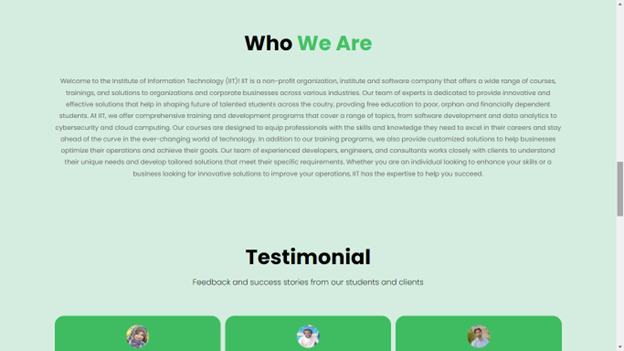 Who We Are
Welcome to the Institute of Information Technology (IIT)! IIT is a non-profit organization, institute and software company that offers a wide range of courses,
trainings, and solutions to organizations and corporate businesses across various industries. Our team of experts is dedicated to provide innovative and
effective solutions that help in shaping future of talented students across the coutry, provding free education to poor, orphan and financially dependent
students. At IIT, we offer comprehensive training and development programs that cover a range of topics, from software development and data analytics to
cybersecurity and cloud computing. Our courses are designed to equip professionals with the skills and knowledge they need to excel in their careers and stay
ahead of the curve in the ever-changing world of technology. In addition to our training programs, we also provide customized solutions to help businesses
optimize their operations and achieve their goals. Our team of experienced developers, engineers, and consultants works closely with clients to understand
their unique needs and develop tailored solutions that meet their specific requirements. Whether you are an individual looking to enhance your skills or a
business looking for innovative solutions to improve your operations, IIT has the expertise to help you succeed.
Testimonial
Feedback and success stories from our students and clients